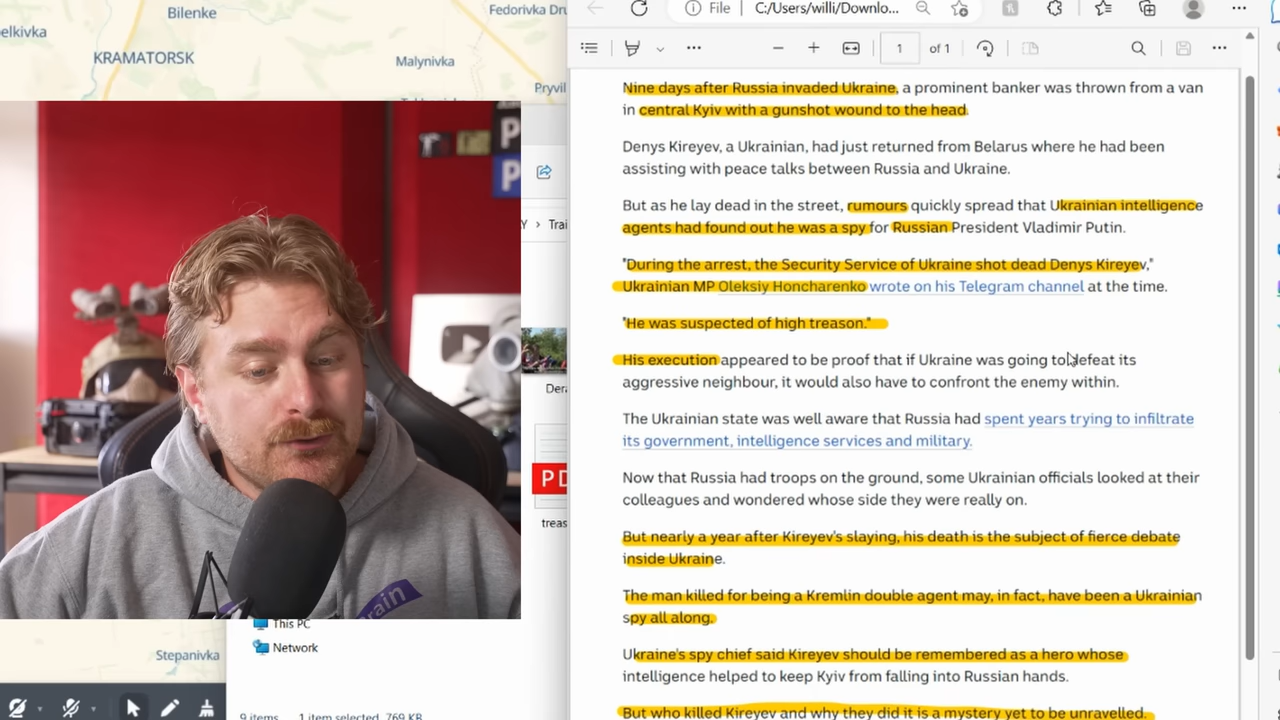 Bilenke
Fedorivka Dru
elkivka
KRAMATORSK
Malynivka
Pryvil
Stepanivka
File
C:/Users/willi/Downlo...
1
of 1
Nine days after Russia invaded Ukraine, a prominent banker was thrown from a van
in central Kyiv with a gunshot wound to the head.
Denys Kireyev, a Ukrainian, had just returned from Belarus where he had been
assisting with peace talks between Russia and Ukraine.
But as he lay dead in the street, rumours quickly spread that Ukrainian intelligence
agents had found out he was a spy for Russian President Vladimir Putin.
"During the arrest, the Security Service of Ukraine shot dead Denys Kireyev,"
Ukrainian MP Oleksiy Honcharenko wrote on his Telegram channel at the time.
"He was suspected of high treason."
His execution appeared to be proof that if Ukraine was going to defeat its
aggressive neighbour, it would also have to confront the enemy within.
The Ukrainian state was well aware that Russia had spent years trying to infiltrate
its government, intelligence services and military.
Now that Russia had troops on the ground, some Ukrainian officials looked at their
colleagues and wondered whose side they were really on.
But nearly a year after Kireyev's slaying, his death is the subject of fierce debate
inside Ukraine.
The man killed for being a Kremlin double agent may, in fact, have been a Ukrainian
spy all along.
Ukraine's spy chief said Kireyev should be remembered as a hero whose
intelligence helped to keep Kyiv from falling into Russian hands.
But who killed Kireyev and why they did it is a mystery yet to be unravelled.
Y > Trai
Dera
PD
treas
This PC
Network
9 items 1 item selected 769 KB
P
P
rain